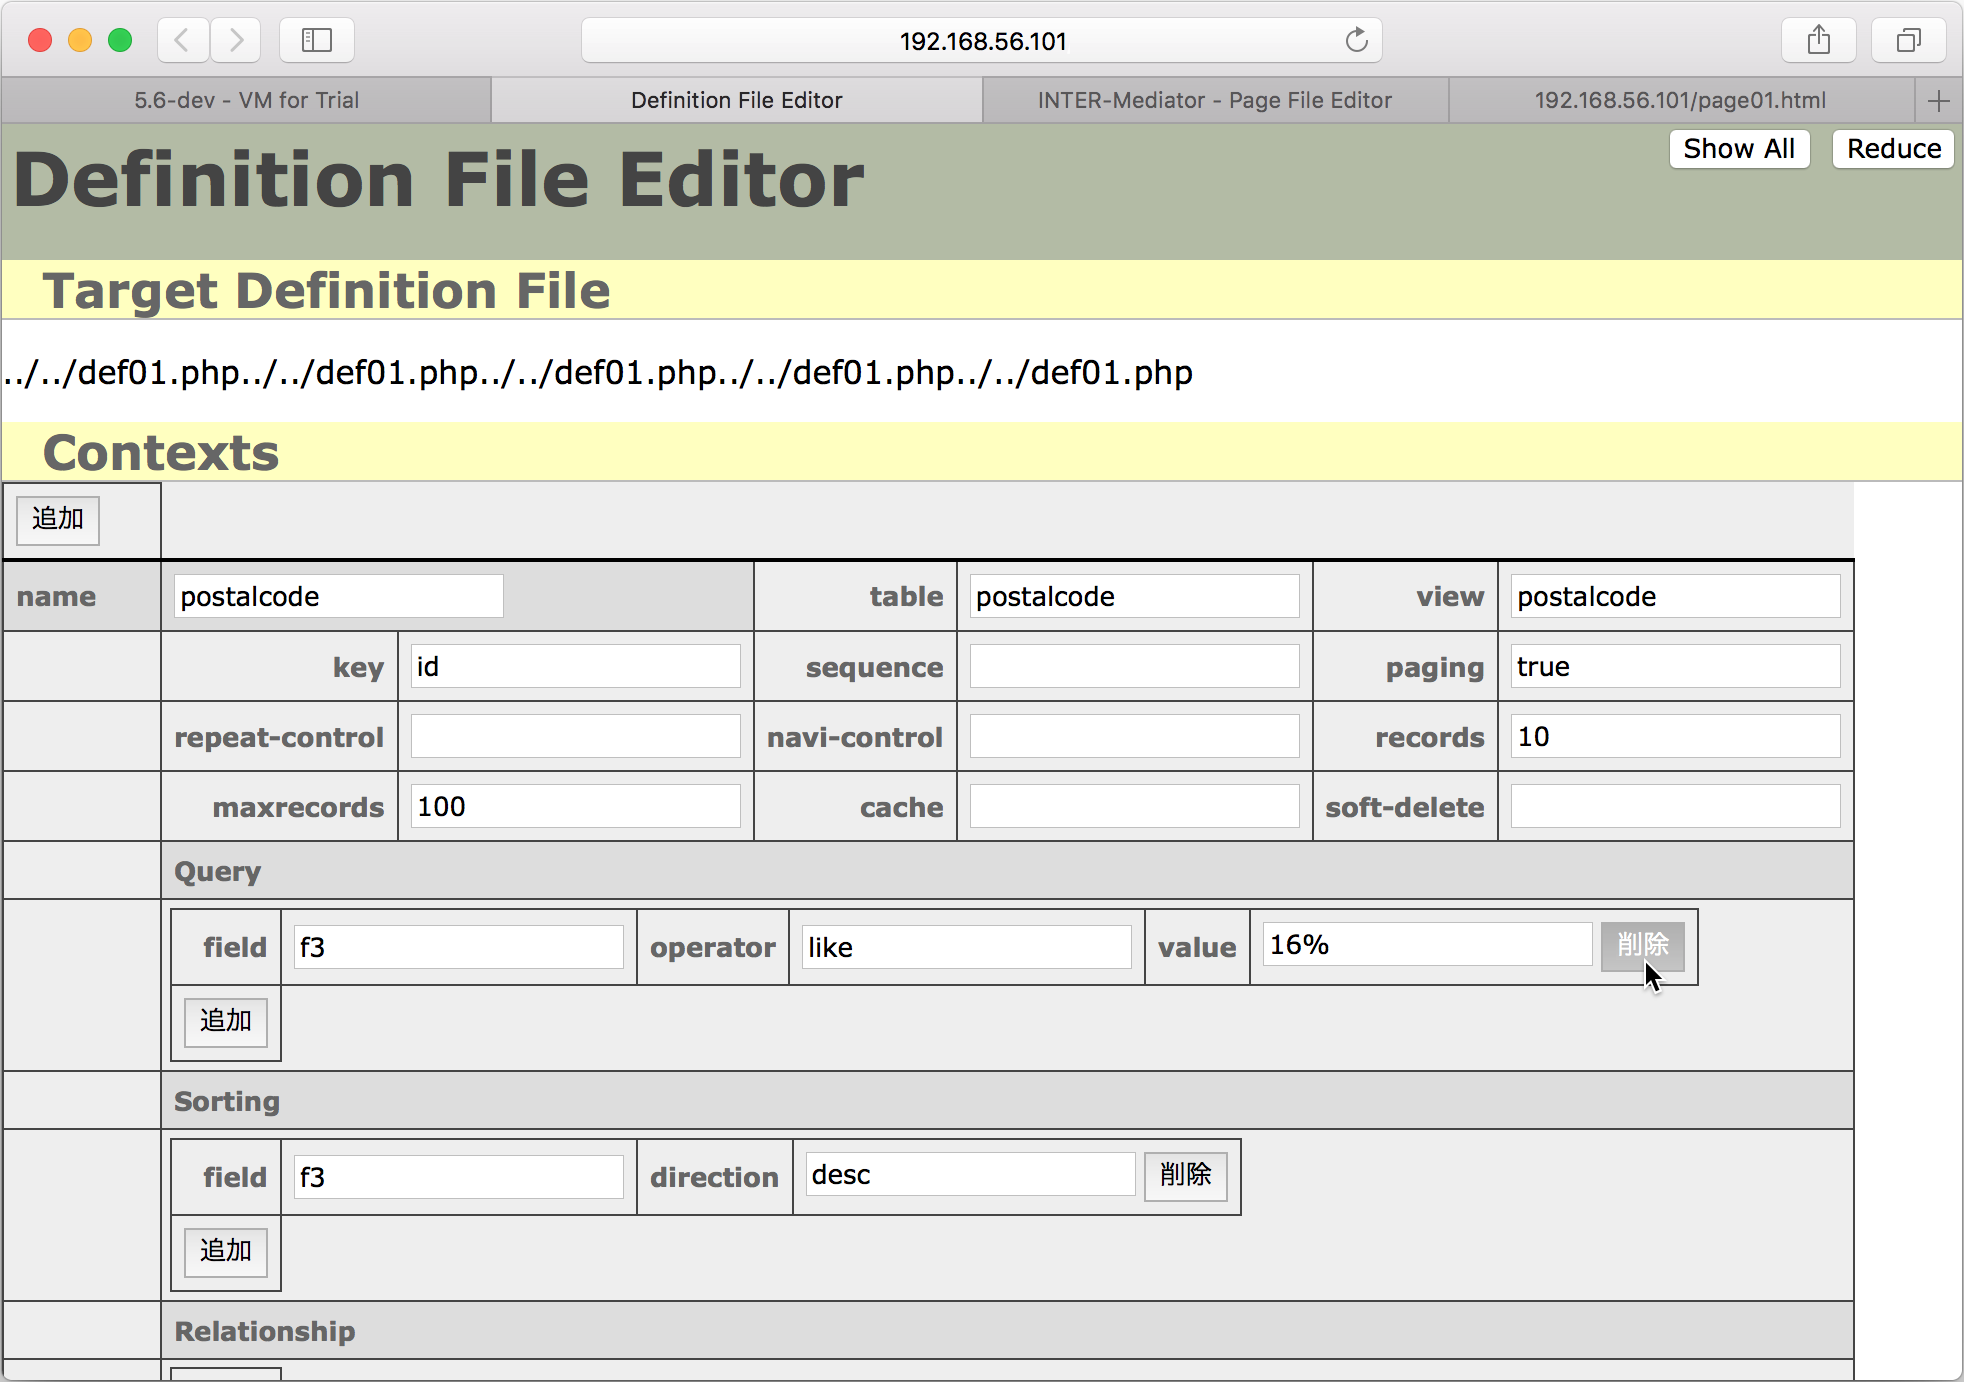 192.168.56.101
5.6-dev - VM for Trial Definition File Editor INTER-Mediator - Page File Editor 192.168.56.101/page01.html
Show All Reduce
Definition File Editor
Target Definition File
../../def01.php../../def01.php../../def01.php../../def01.php../../def01.php
Contexts
追加
name postalcode table postalcode view postalcode
key id sequence paging true
repeat-control navi-control records 10
maxrecords 100 cache soft-delete
Query
field f3 operator like value 16% 削除
追加
Sorting
field f3 direction desc 削除
追加
Relationship